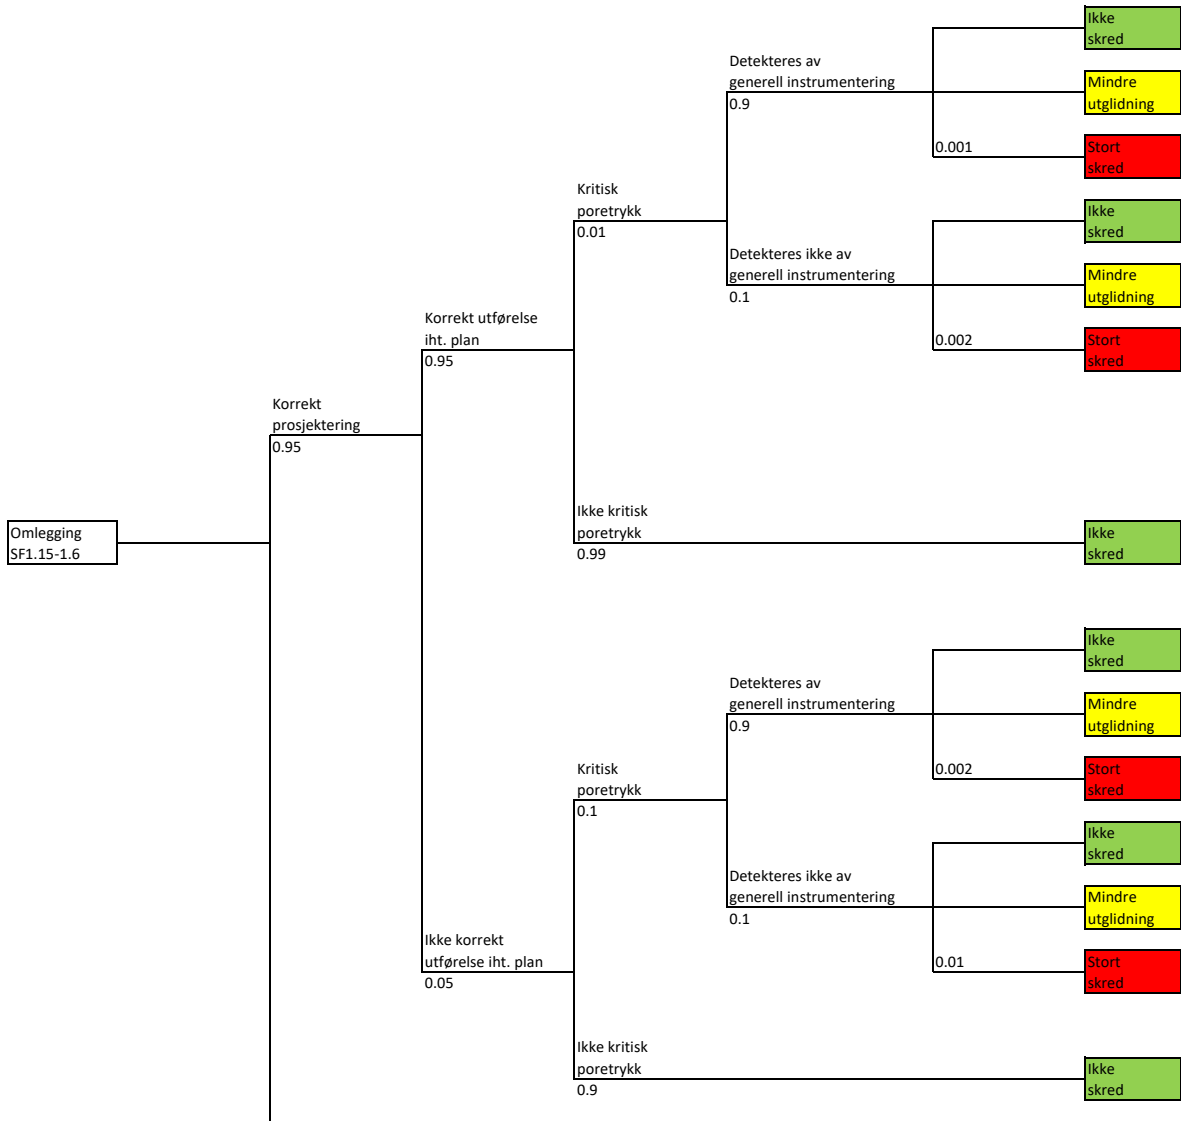 Ikke
skred
Detekteres av
generell instrumentering
0.9
Mindre
utglidning
0.001
Stort
skred
Kritisk
poretrykk
0.01
Ikke
skred
Detekteres ikke av
generell instrumentering
0.1
Mindre
utglidning
Korrekt utførelse
iht. plan
0.95
0.002
Stort
skred
Korrekt
prosjektering
0.95
Ikke kritisk
poretrykk
0.99
Ikke
skred
Omlegging
SF1.15-1.6
Ikke
skred
Detekteres av
generell instrumentering
0.9
Mindre
utglidning
Kritisk
poretrykk
0.1
0.002
Stort
skred
Ikke
skred
Detekteres ikke av
generell instrumentering
0.1
Mindre
utglidning
Ikke korrekt
utførelse iht. plan
0.05
0.01
Stort
skred
Ikke kritisk
poretrykk
0.9
Ikke
skred